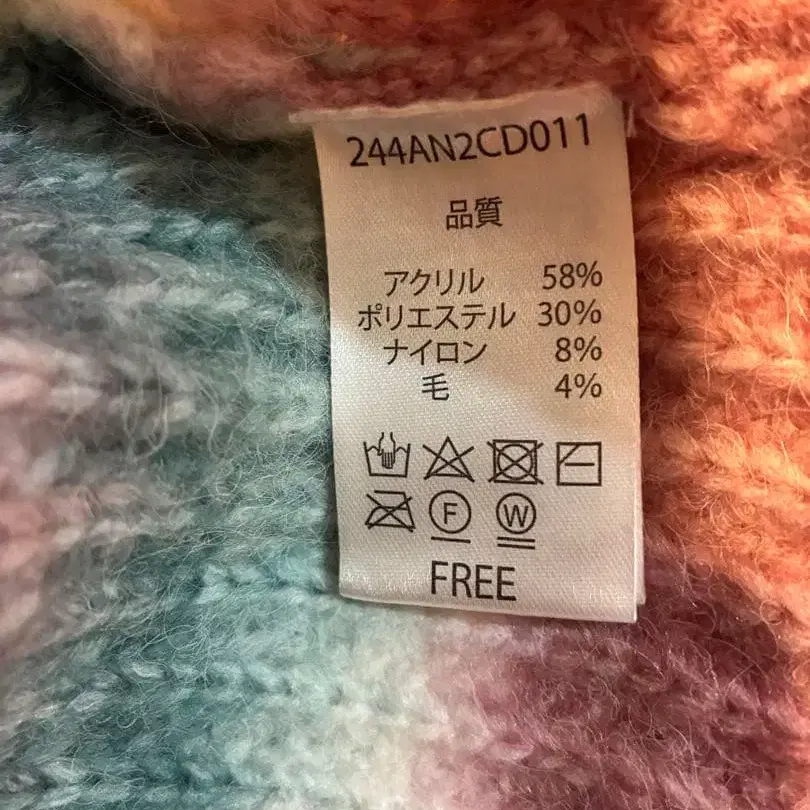 244AN2CD011
品質
アクリル 58%
ポリエステル 30%
ナイロン 8%
毛 4%
F W
FREE